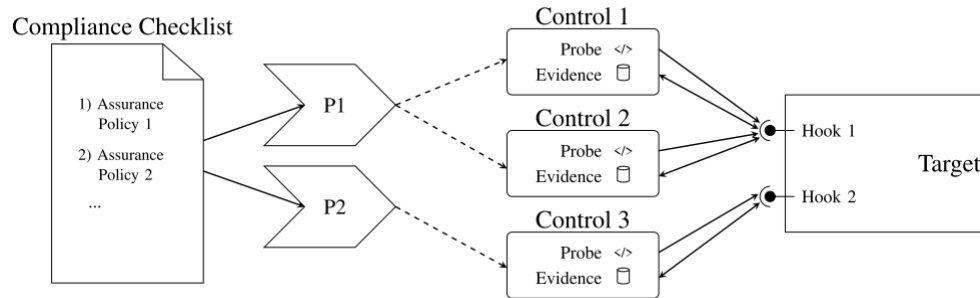 Compliance Checklist
1) Assurance
Policy 1
2) Assurance
Policy 2
...
P1
P2
Control 1
Probe </>
Evidence
Control 2
Probe </>
Evidence
Control 3
Probe </>
Evidence
Hook 1
Hook 2
Target